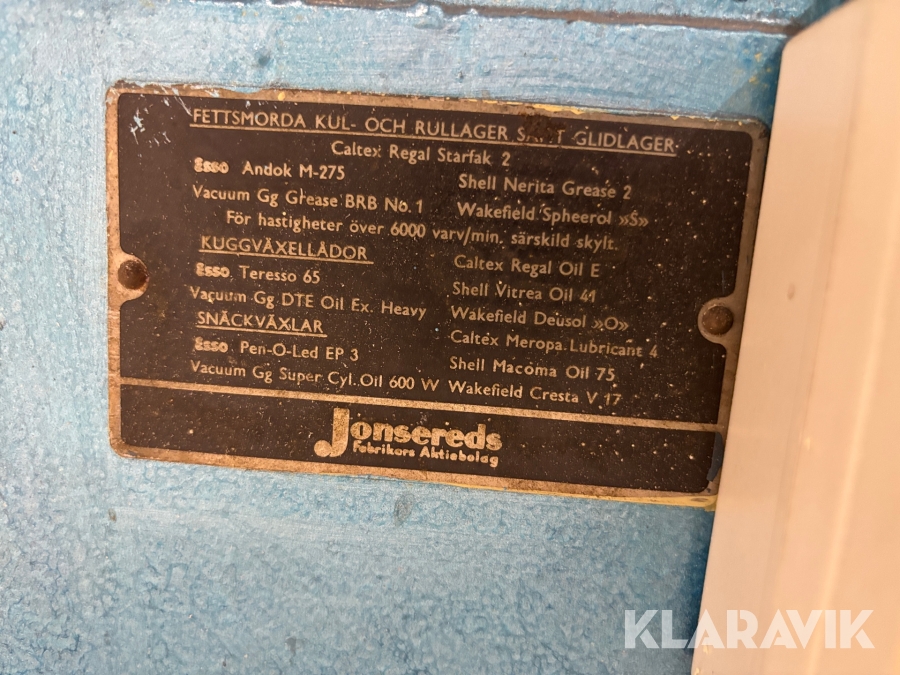 FETTSMORDA KUL- OCH RULLAGER GLIDLAGER
Caltex Regal Starfak 2
Esso Andok M-275
Shell Nerita Grease 2
Vacuum Gg Grease BRB No. 1
Wakefield Spheerol »S»
För hastigheter över 6000 varv/min. särskild skylt.
KUGGVÄXELLÅDOR
Caltex Regal Oil E
Esso Teresso 65
Shell Vitrea Oil 41
Vacuum Gg DTE Oil Ex. Heavy
Wakefield Deusol »O»
SNÄCKVÄXLAR
Caltex Meropa Lubricant 4
Esso Pen-O-Led EP 3
Shell Macoma Oil 75
Vacuum Gg Super Cyl. Oil 600 W Wakefield Cresta V 17
Jonsereds
Fabrikers Aktiebolag
KLARAVIK